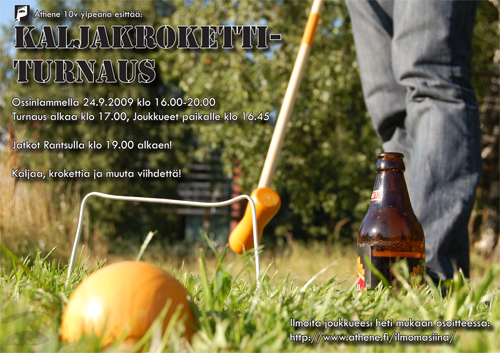 Athene 10v ylpeänä esittää:
KALJAKROKETTI-
TURNAUS
Ossinlammella 24.9.2009 klo 16.00-20.00
Turnaus alkaa klo 17.00, Joukkueet paikalle klo 16.45
Jatkot Rantsulla klo 19.00 alkaen!
Kaljaa, krokettia ja muuta viihdettä!
Ilmoita joukkueesi heti mukaan osoitteessa:
http://www.athene.fi/ilmomasiina/